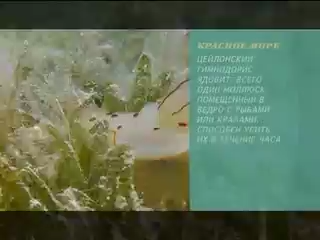 КРАСНОЕ МОРЕ
ЦЕЙЛОНСКИЙ
ГИМНОДОРИС
ЯДОВИТ: ВСЕГО
ОДИН МОЛЛЮСК,
ПОМЕЩЕННЫЙ В
ВЕДРО С РЫБАМИ
ИЛИ КРАБАМИ,
СПОСОБЕН УБИТЬ
ИХ В ТЕЧЕНИЕ ЧАСА